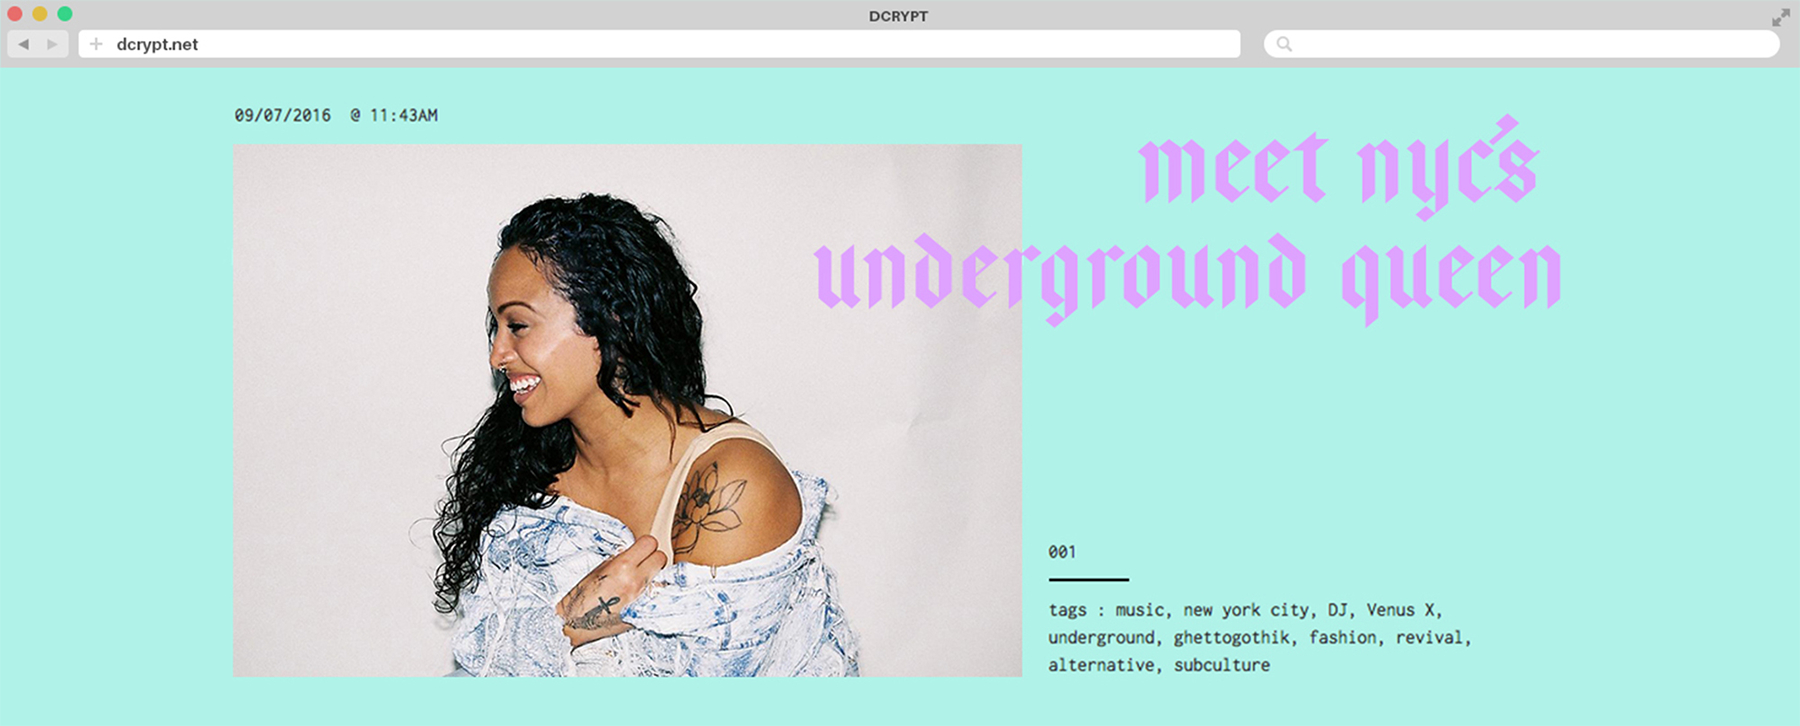 DCRYPT
dcrypt.net
09/07/2016 @ 11:43AM
meet nyc's
underground queen
001
tags : music, new york city, DJ, Venus X,
underground, ghettogothik, fashion, revival,
alternative, subculture